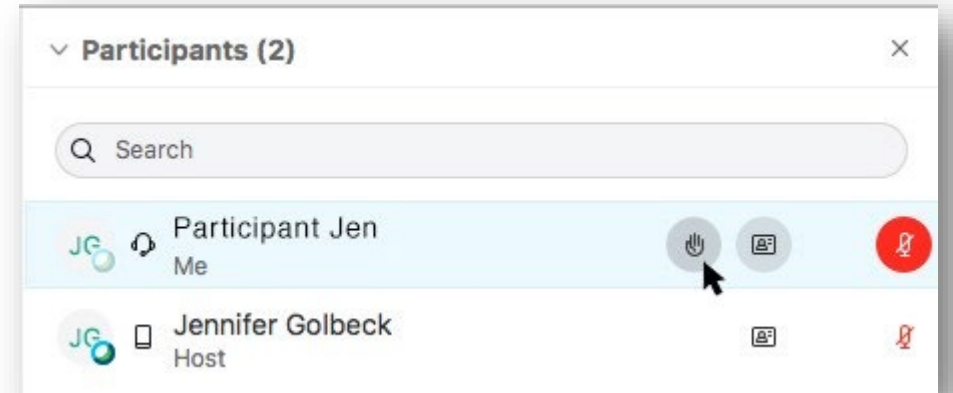 Participants (2)
Search
JG Participant Jen
Me
JG Jennifer Golbeck
Host